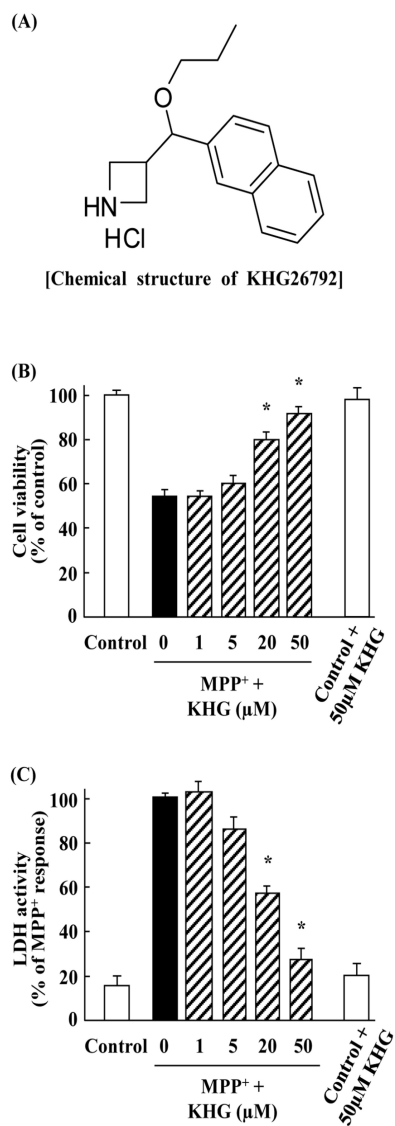 (A)
O
HN
HCl
[Chemical structure of KHG26792]
(B)
Cell viability
(% of control)
100
80
60
40
20
0
* *
Control 0 1 5 20 50
MPP⁺ +
KHG (µM)
Control +
50µM KHG
(C)
LDH activity
(% of MPP⁺ response)
100
80
60
40
20
0
* *
Control 0 1 5 20 50
MPP⁺ +
KHG (µM)
Control +
50µM KHG